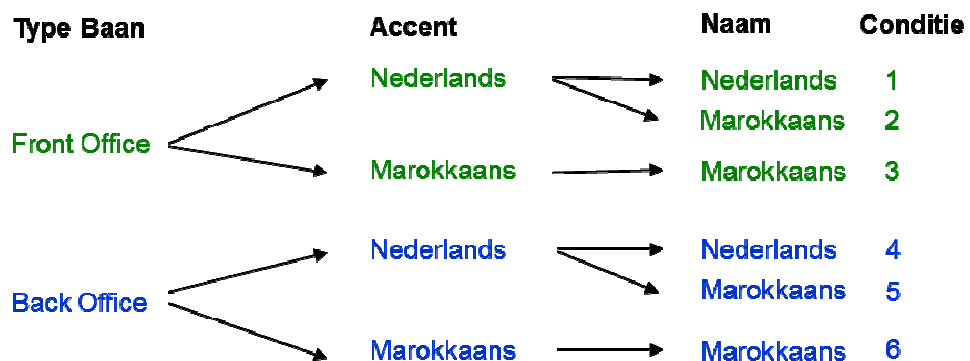 Type Baan Accent Naam Conditie
Nederlands Nederlands 1
Marokkaans 2
Front Office
Marokkaans Marokkaans 3
Nederlands Nederlands 4
Marokkaans 5
Back Office
Marokkaans Marokkaans 6